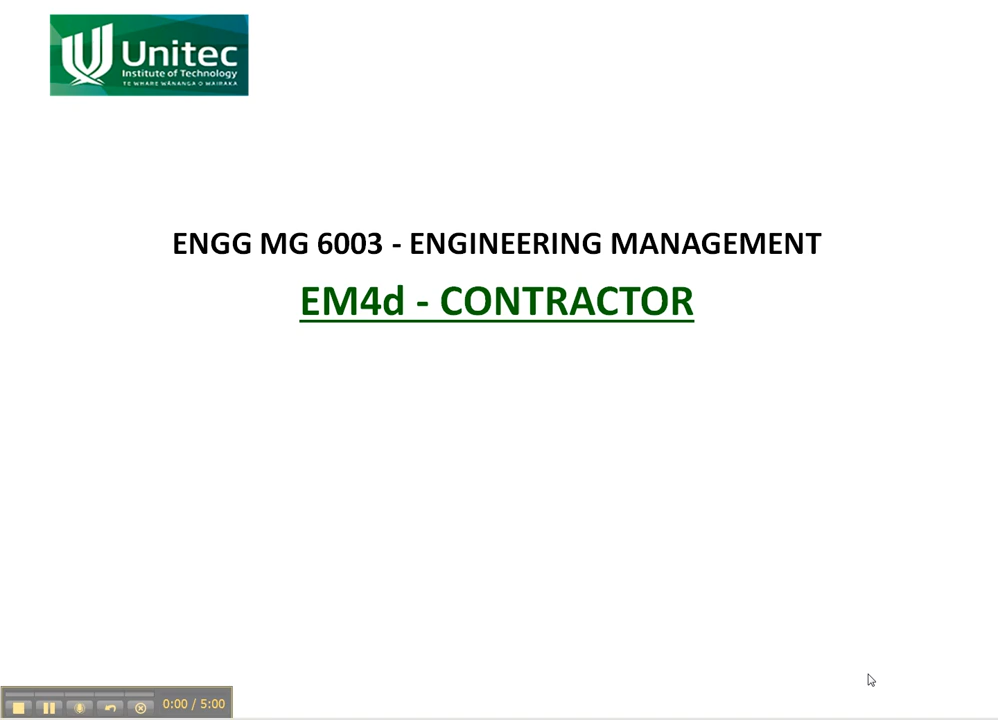 Unitec
Institute of Technology
TE WHARE WĀNANGA O WAIRAKA
ENGG MG 6003 - ENGINEERING MANAGEMENT
EM4d - CONTRACTOR
0:00 / 5:00